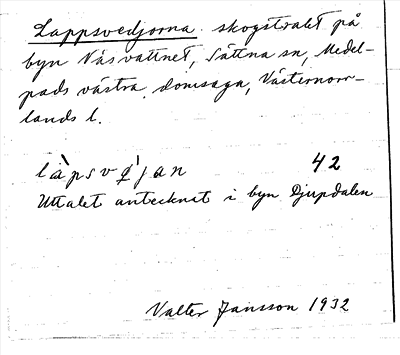 Lappsvedjorna skogstrakt på
byn Näsvattnet, Sättna sn, Medel-
pads västra domsaga, Västernorr-
lands l.
42
Uttalet antecknat i byn Djupdalen
Valter Jansson 1932